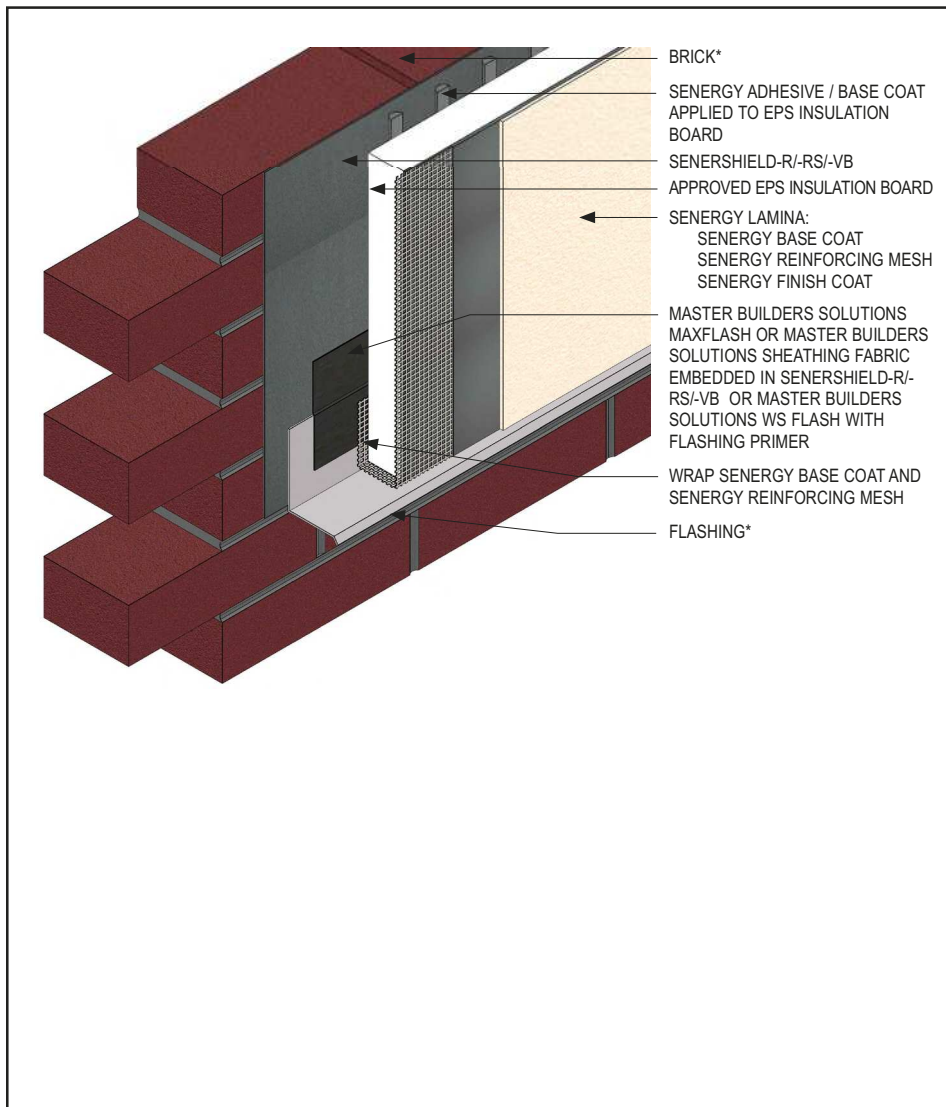 BRICK*
SENERGY ADHESIVE / BASE COAT
APPLIED TO EPS INSULATION
BOARD
SENERSHIELD-R/-RS/-VB
APPROVED EPS INSULATION BOARD
SENERGY LAMINA:
SENERGY BASE COAT
SENERGY REINFORCING MESH
SENERGY FINISH COAT
MASTER BUILDERS SOLUTIONS
MAXFLASH OR MASTER BUILDERS
SOLUTIONS SHEATHING FABRIC
EMBEDDED IN SENERSHIELD-R/-
RS/-VB OR MASTER BUILDERS
SOLUTIONS WS FLASH WITH
FLASHING PRIMER
WRAP SENERGY BASE COAT AND
SENERGY REINFORCING MESH
FLASHING*